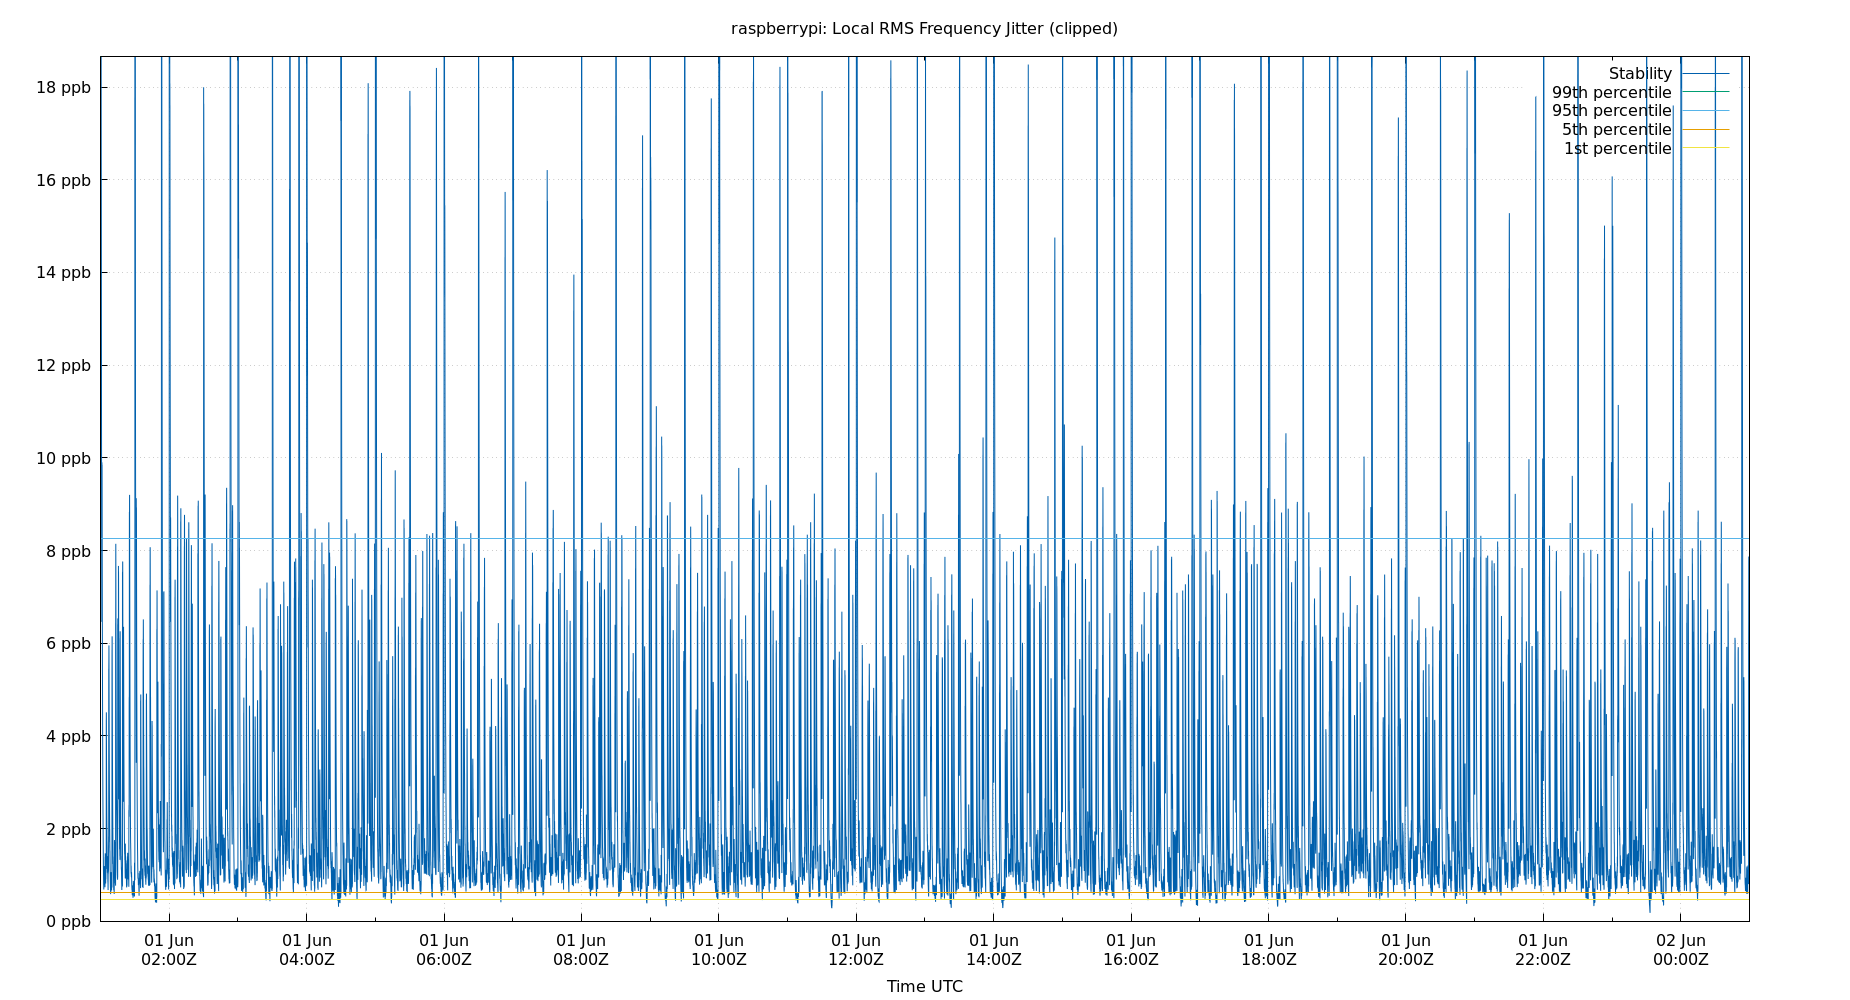 raspberrypi: Local RMS Frequency Jitter (clipped)
Stability
99th percentile
95th percentile
5th percentile
1st percentile
18 ppb
16 ppb
14 ppb
12 ppb
10 ppb
8 ppb
6 ppb
4 ppb
2 ppb
0 ppb
01 Jun 01 Jun 01 Jun 01 Jun 01 Jun 01 Jun 01 Jun 01 Jun 01 Jun 01 Jun 01 Jun 02 Jun
02:00Z 04:00Z 06:00Z 08:00Z 10:00Z 12:00Z 14:00Z 16:00Z 18:00Z 20:00Z 22:00Z 00:00Z
Time UTC